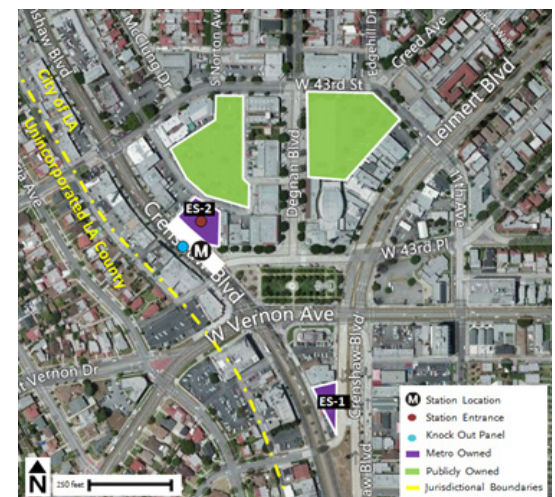 Crenshaw Blvd
McClung Dr
S Norton Ave
Edgehill Dr
Creed Ave
W 43rd St
Leimert Blvd
Degnan Blvd
11th Ave
City of LA
Unincorporated LA County
ES-2
M
Crenshaw Blvd
W 43rd Pl
W Vernon Ave
Vernon Dr
ES-1
Crenshaw Blvd
M Station Location
Station Entrance
Knock Out Panel
Metro Owned
Publicly Owned
Jurisdictional Boundaries
N
250 feet